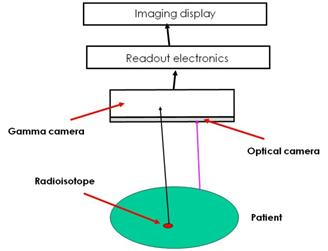 Imaging display
Readout electronics
Gamma camera
Optical camera
Radioisotope
Patient